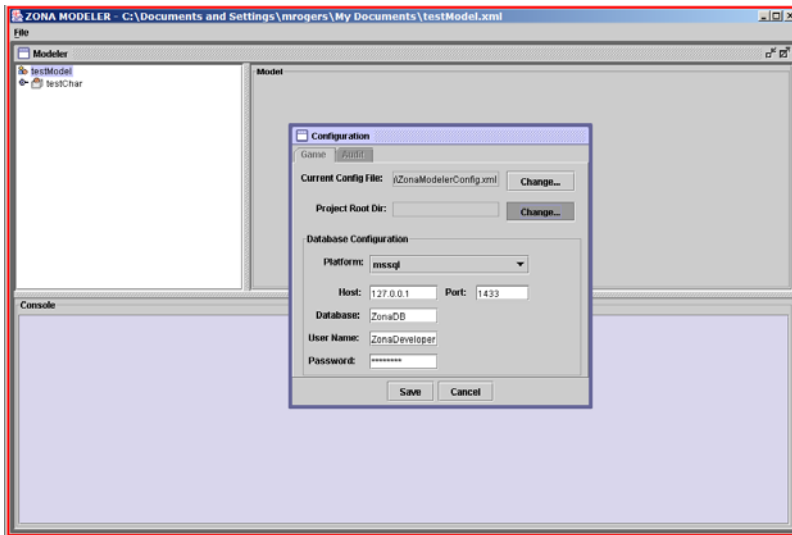 ZONA MODELER - C:\Documents and Settings\mrogers\My Documents\testModel.xml
File
Modeler
testModel
testChar
Model
Configuration
Game Audit
Current Config File: \ZonaModelerConfig.xml Change...
Project Root Dir: Change...
Database Configuration
Platform: mssql
Host: 127.0.0.1 Port: 1433
Database: ZonaDB
User Name: ZonaDeveloper
Password: ********
Save Cancel
Console